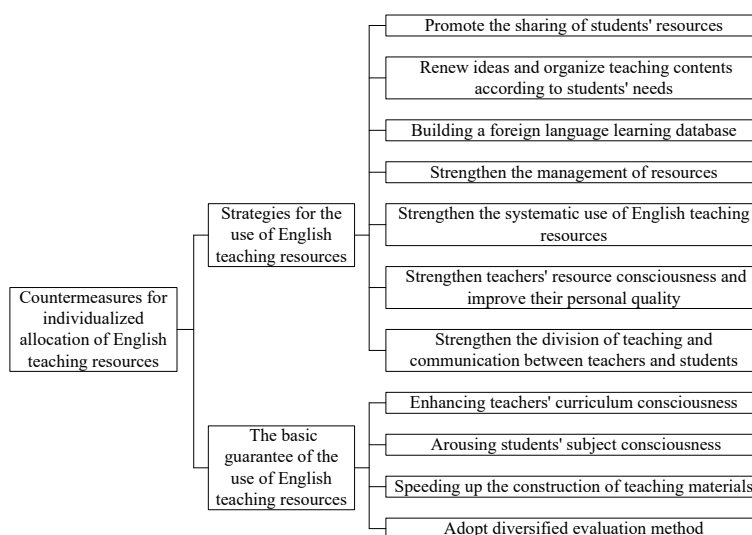 Promote the sharing of students' resources
Renew ideas and organize teaching contents
according to students' needs
Building a foreign language learning database
Strengthen the management of resources
Strategies for the
use of English
teaching resources
Strengthen the systematic use of English teaching
resources
Strengthen teachers' resource consciousness and
improve their personal quality
Countermeasures for
individualized
allocation of English
teaching resources
Strengthen the division of teaching and
communication between teachers and students
Enhancing teachers' curriculum consciousness
The basic
guarantee of the
use of English
teaching resources
Arousing students' subject consciousness
Speeding up the construction of teaching materials
Adopt diversified evaluation method